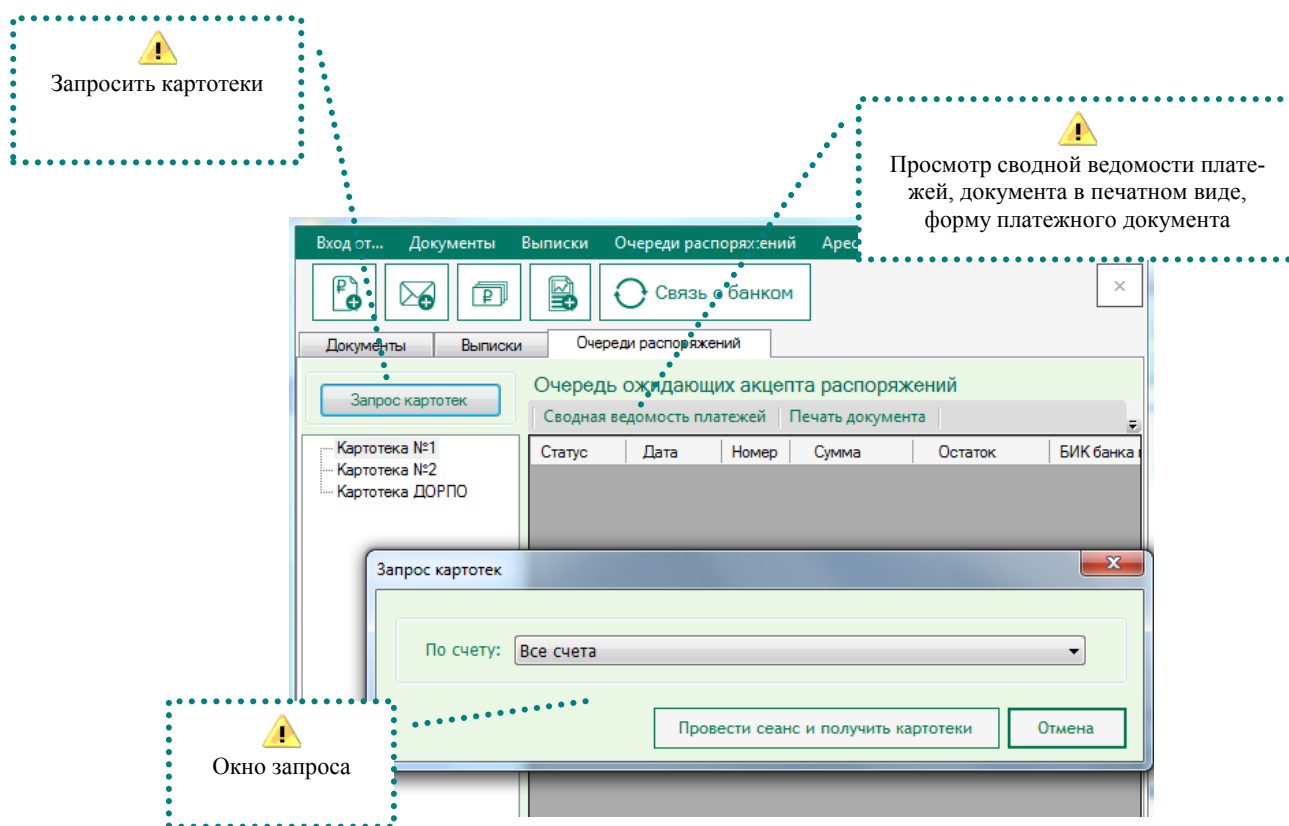 Запросить картотеки
Просмотр сводной ведомости плате-
жей, документа в печатном виде,
форму платежного документа
Вход от... Документы Выписки Очереди распоряжений Арес
Связь с банком
Документы Выписки Очереди распоряжений
Запрос картотек
Очередь ожидающих акцепта распоряжений
Сводная ведомость платежей Печать документа
Картотека №1
Картотека №2
Картотека ДОРПО
Статус Дата Номер Сумма Остаток БИК банка
Запрос картотек
По счету: Все счета
Провести сеанс и получить картотеки Отмена
Окно запроса